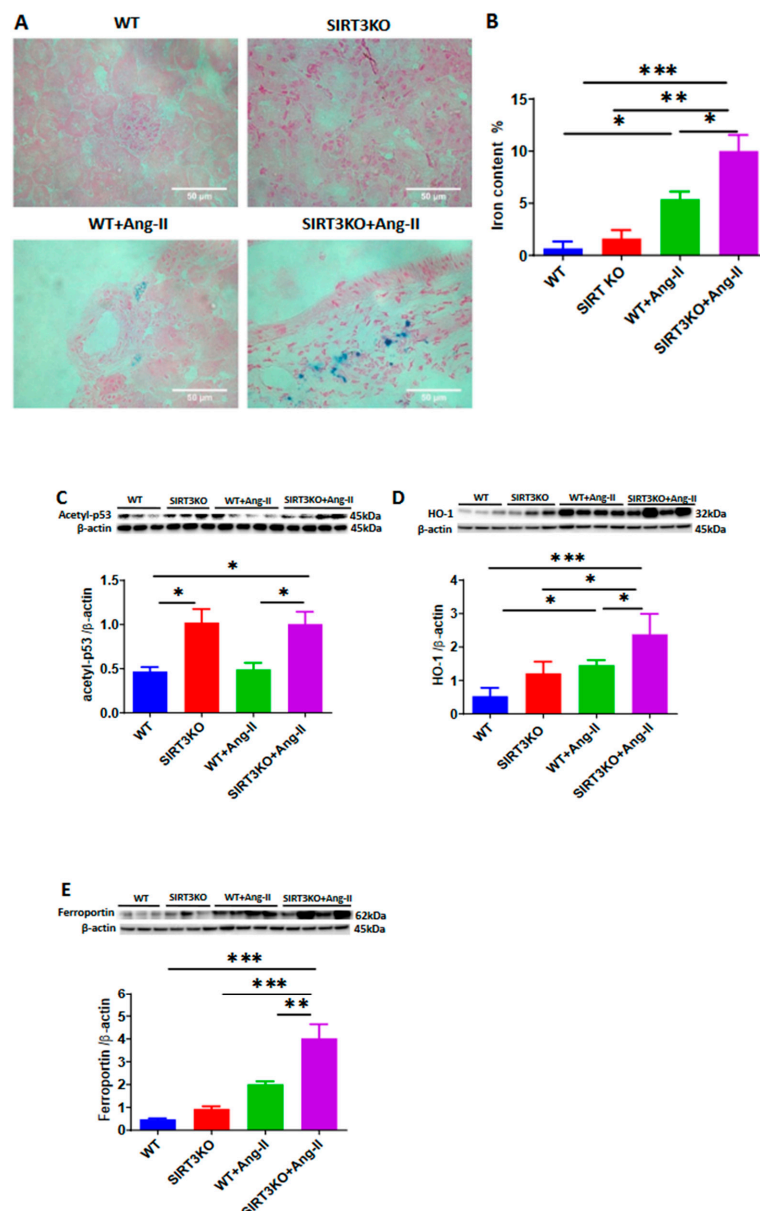 A
WT
SIRT3KO
50 μm
50 μm
WT+Ang-II
SIRT3KO+Ang-II
50 μm
50 μm
B
***
**
*
*
Iron content %
15
10
5
0
WT
SIRT KO
WT+Ang-II
SIRT3KO+Ang-II
C
WT
SIRT3KO
WT+Ang-II
SIRT3KO+Ang-II
Acetyl-p53
45kDa
β-actin
45kDa
*
*
*
acetyl-p53 /β-actin
1.5
1.0
0.5
0.0
WT
SIRT3KO
WT+Ang-II
SIRT3KO+Ang-II
D
WT
SIRT3KO
WT+Ang-II
SIRT3KO+Ang-II
HO-1
32kDa
β-actin
45kDa
***
*
*
*
HO-1 /β-actin
4
3
2
1
0
WT
SIRT3KO
WT+Ang-II
SIRT3KO+Ang-II
E
WT
SIRT3KO
WT+Ang-II
SIRT3KO+Ang-II
Ferroportin
62kDa
β-actin
45kDa
***
***
**
Ferroportin /β-actin
6
5
4
3
2
1
0
WT
SIRT3KO
WT+Ang-II
SIRT3KO+Ang-II